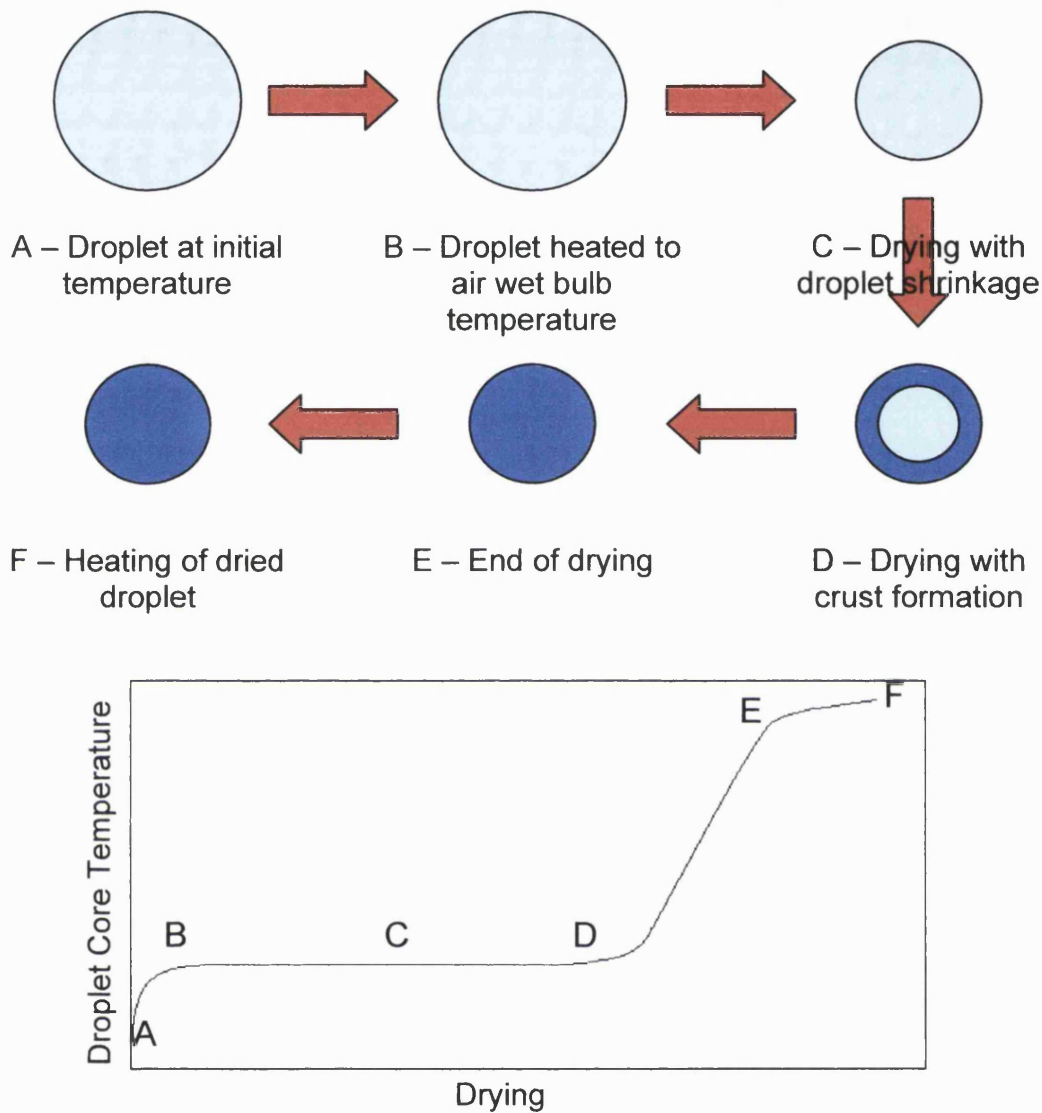 A – Droplet at initial
temperature
B – Droplet heated to
air wet bulb
temperature
C – Drying with
droplet shrinkage
F – Heating of dried
droplet
E – End of drying
D – Drying with
crust formation
Droplet Core Temperature
A
B
C
D
E
F
Drying